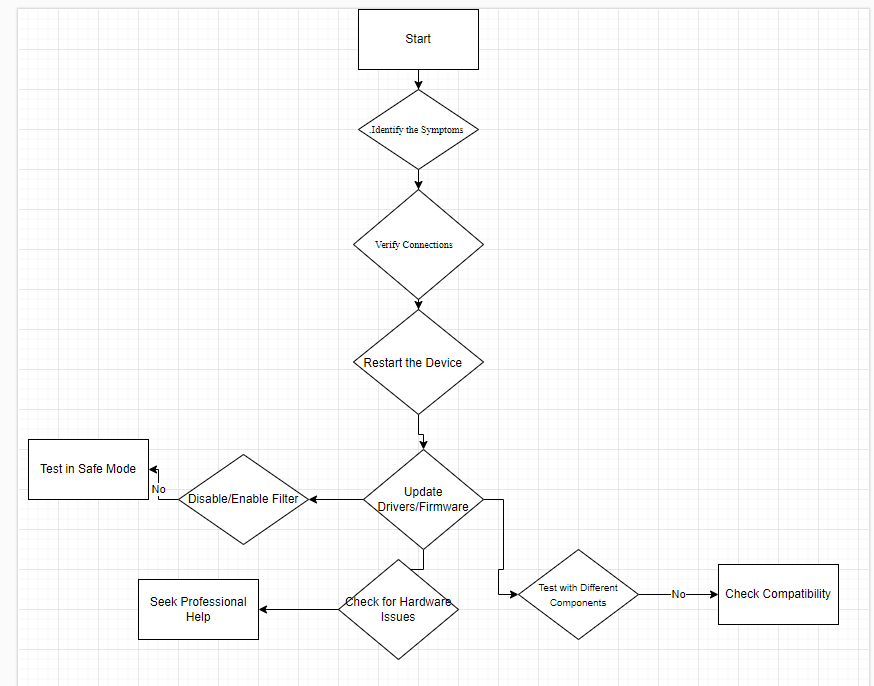 Start
.Identify the Symptoms
Verify Connections
Restart the Device
Update
Drivers/Firmware
Test in Safe Mode
No
Disable/Enable Filter
Test with Different
Components
No
Check Compatibility
Seek Professional
Help
Check for Hardware
Issues